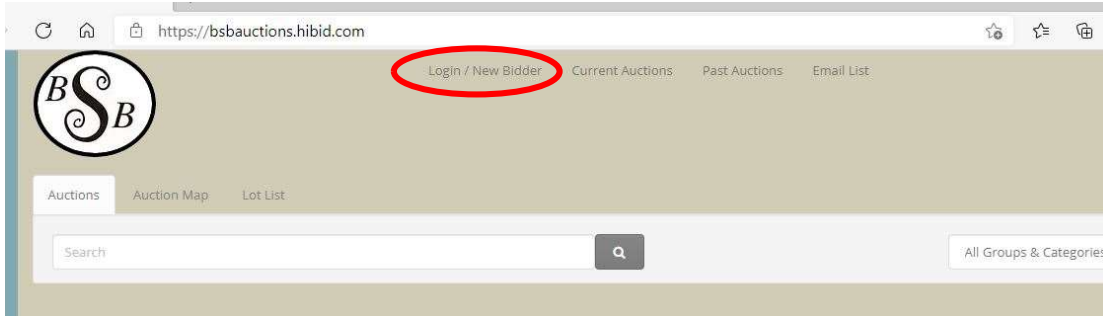 https://bsbauctions.hibid.com
BSB
Login / New Bidder Current Auctions Past Auctions Email List
Auctions Auction Map Lot List
Search All Groups & Categories